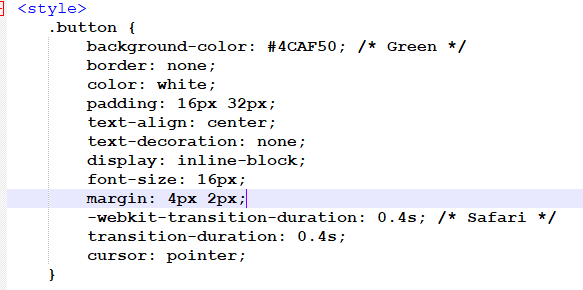 <style>
.button {
background-color: #4CAF50; /* Green */
border: none;
color: white;
padding: 16px 32px;
text-align: center;
text-decoration: none;
display: inline-block;
font-size: 16px;
margin: 4px 2px;
-webkit-transition-duration: 0.4s; /* Safari */
transition-duration: 0.4s;
cursor: pointer;
}